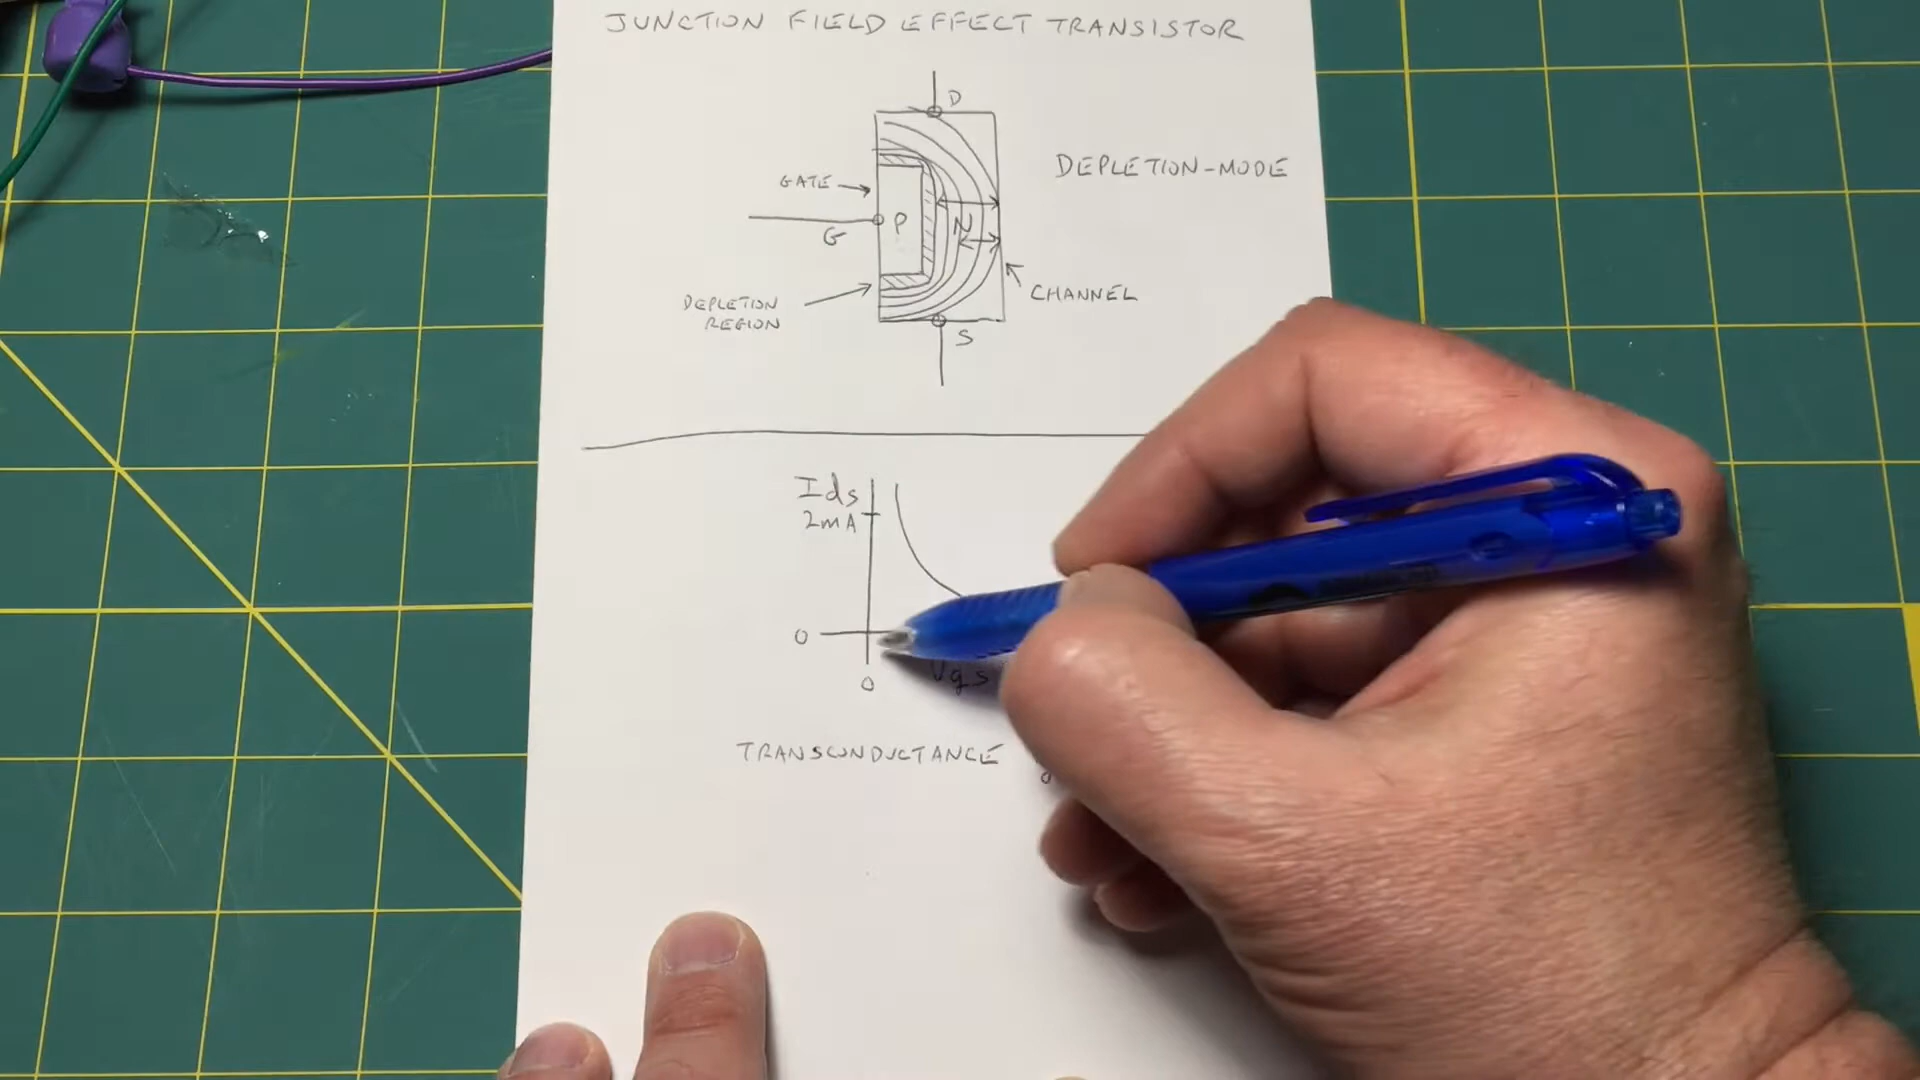 JUNCTION FIELD EFFECT TRANSISTOR
D
DEPLETION-MODE
GATE
P
N
G
DEPLETION
REGION
CHANNEL
S
Ids
2mA
0
Vgs
0
TRANSCONDUCTANCE